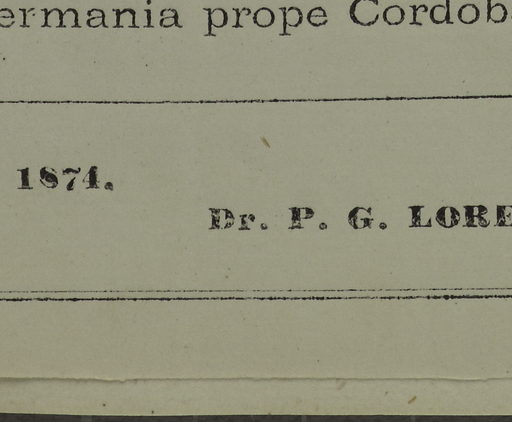 ermania prope Cordob
1874.
Dr. P. G. LORE